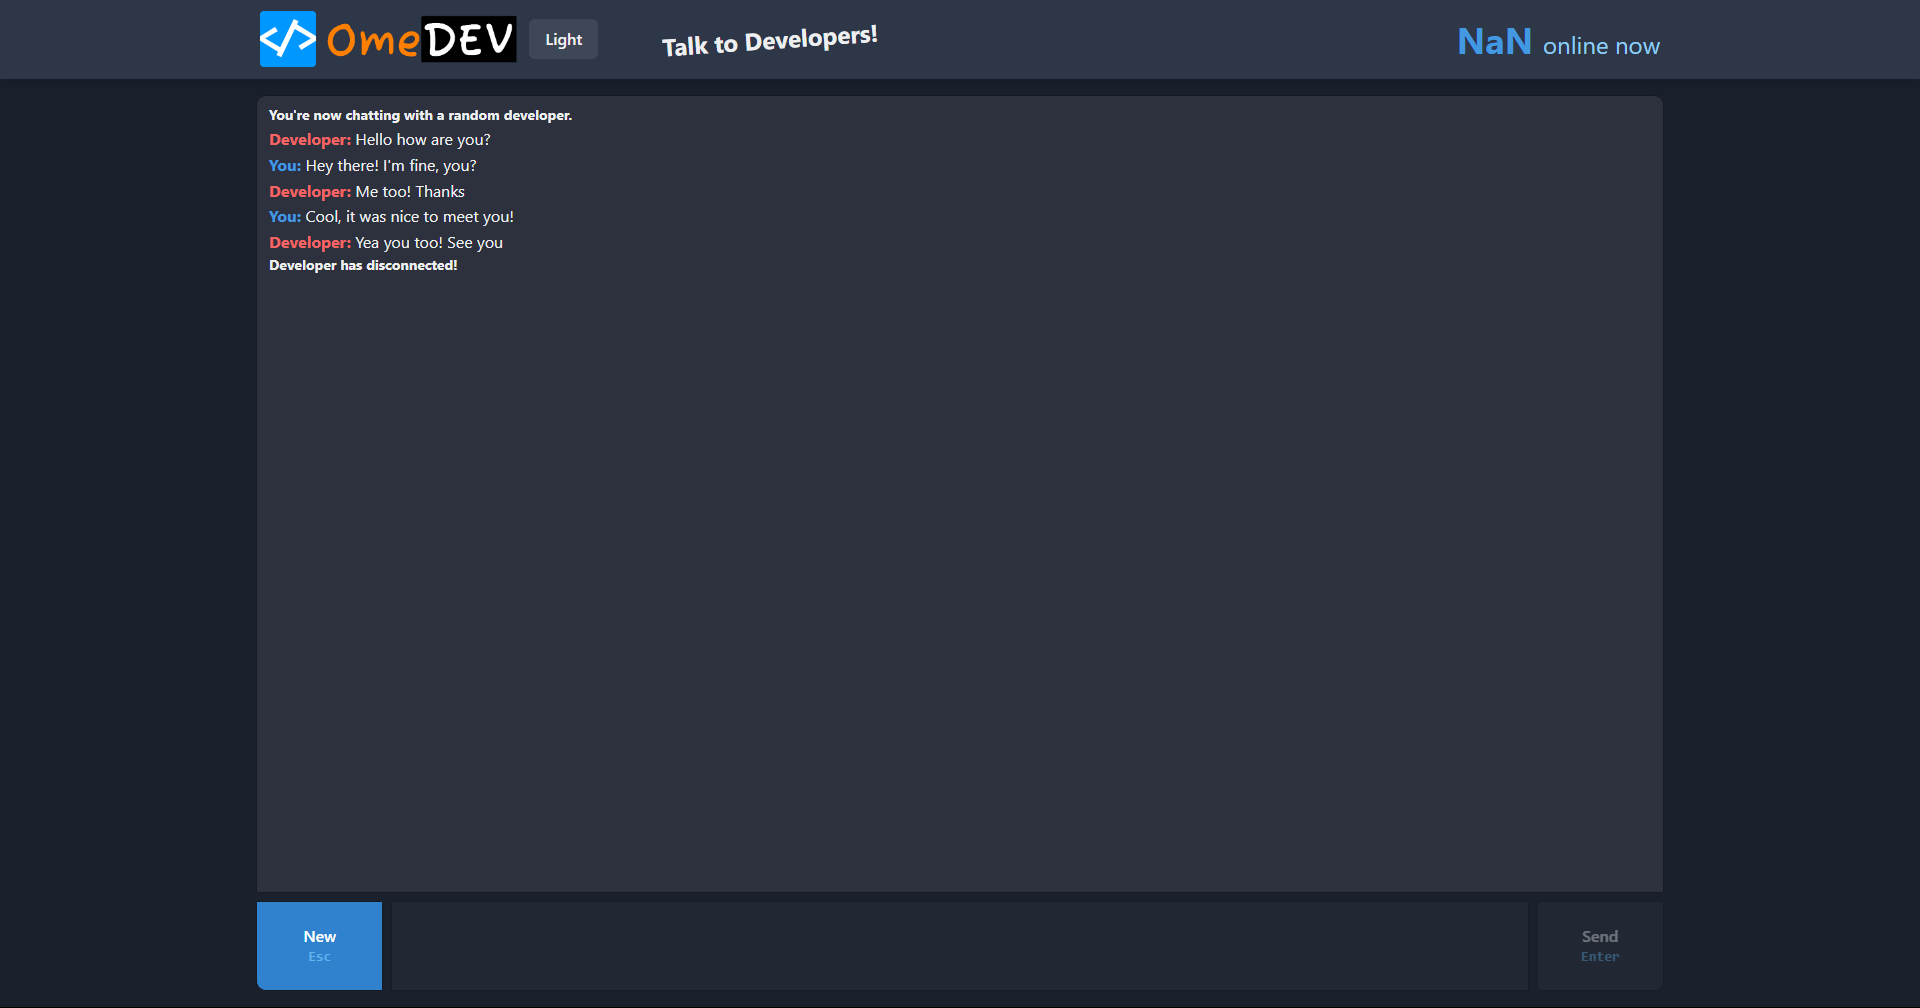 </> OmeDEV
Light
Talk to Developers!
NaN online now
You're now chatting with a random developer.
Developer: Hello how are you?
You: Hey there! I'm fine, you?
Developer: Me too! Thanks
You: Cool, it was nice to meet you!
Developer: Yea you too! See you
Developer has disconnected!
New
Esc
Send
Enter